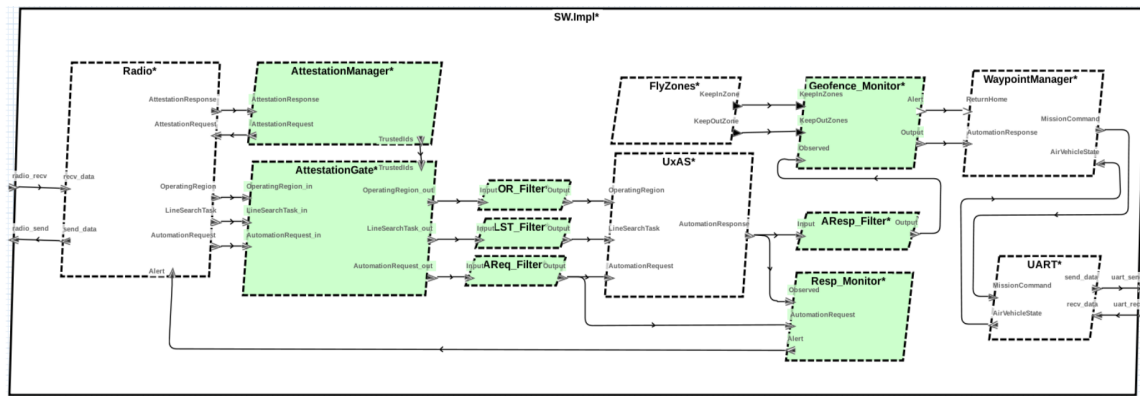 SW.Impl*
Radio*
AttestationResponse
AttestationRequest
OperatingRegion
LineSearchTask
AutomationRequest
Alert
radio_recv
recv_data
radio_send
send_data
AttestationManager*
AttestationResponse
AttestationRequest
TrustedIds
AttestationGate*
TrustedIds
OperatingRegion_in
OperatingRegion_out
LineSearchTask_in
LineSearchTask_out
AutomationRequest_in
AutomationRequest_out
OR_Filter*
Input
Output
LST_Filter*
Input
Output
AReq_Filter*
Input
Output
FlyZones*
KeepInZones
KeepOutZone
UxAS*
OperatingRegion
LineSearchTask
AutomationRequest
AutomationResponse
Geofence_Monitor*
KeepInZones
KeepOutZones
Observed
Alert
Output
AResp_Filter*
Input
Output
Resp_Monitor*
Observed
AutomationRequest
Alert
WaypointManager*
ReturnHome
AutomationResponse
MissionCommand
AirVehicleState
UART*
MissionCommand
AirVehicleState
send_data
recv_data
uart_sen
uart_rec